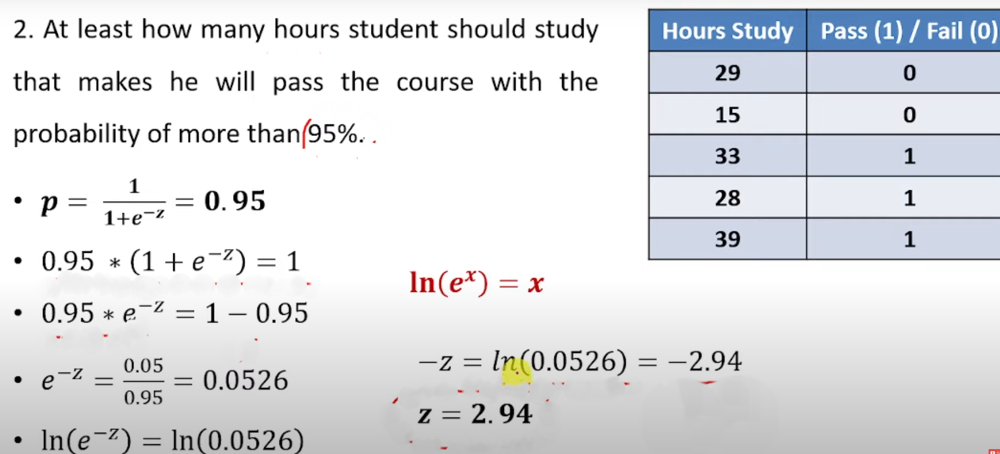 2. At least how many hours student should study
that makes he will pass the course with the
probability of more than 95%.
• p = 1/(1+e^−z) = 0.95
• 0.95 * (1 + e^−z) = 1
• 0.95 * e^−z = 1 − 0.95
• e^−z = 0.05/0.95 = 0.0526
• ln(e^−z) = ln(0.0526)
ln(e^x) = x
−z = ln(0.0526) = −2.94
z = 2.94
Hours Study Pass (1) / Fail (0)
29 0
15 0
33 1
28 1
39 1